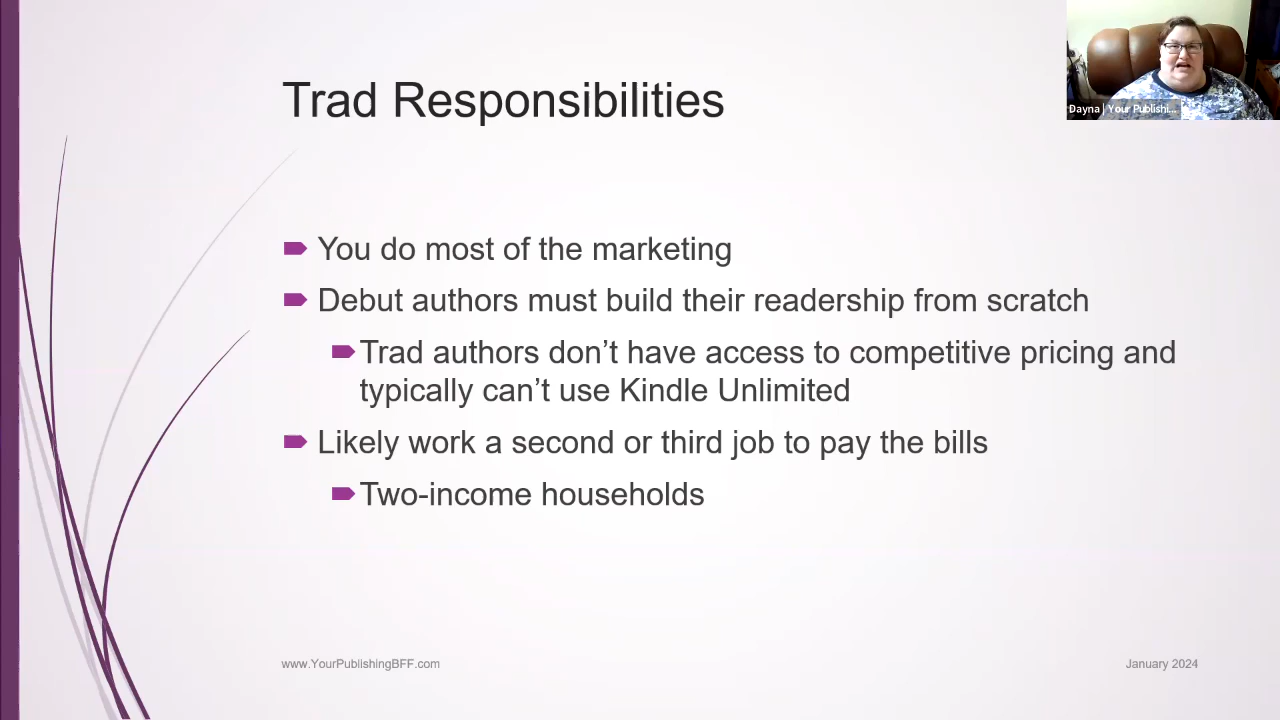 Trad Responsibilities
Dayna | Your Publishi...
You do most of the marketing
Debut authors must build their readership from scratch
Trad authors don’t have access to competitive pricing and
typically can’t use Kindle Unlimited
Likely work a second or third job to pay the bills
Two-income households
www.YourPublishingBFF.com
January 2024